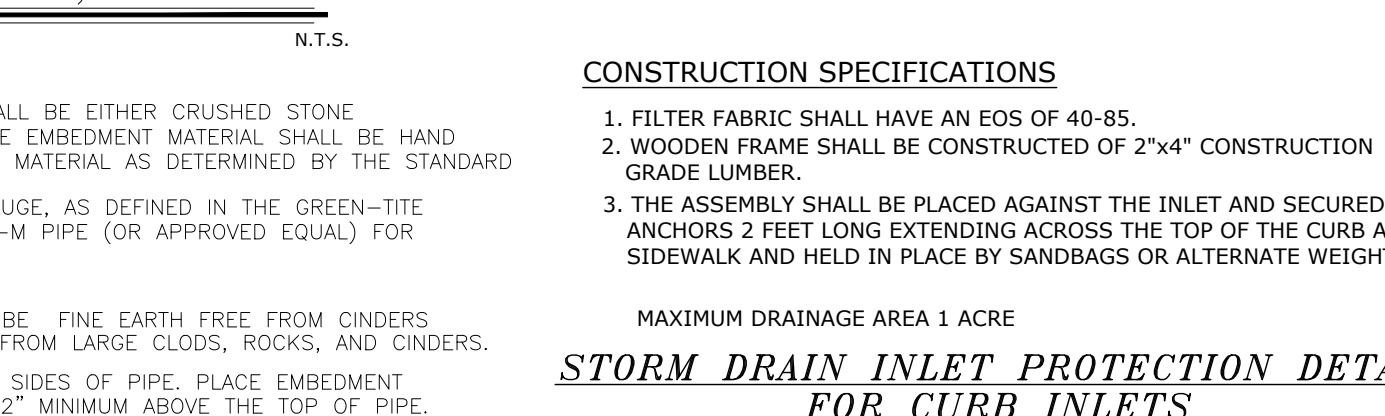 N.T.S.
ALL BE EITHER CRUSHED STONE
E EMBEDMENT MATERIAL SHALL BE HAND
MATERIAL AS DETERMINED BY THE STANDARD
UGE, AS DEFINED IN THE GREEN-TITE
-M PIPE (OR APPROVED EQUAL) FOR
BE FINE EARTH FREE FROM CINDERS
FROM LARGE CLODS, ROCKS, AND CINDERS.
SIDES OF PIPE. PLACE EMBEDMENT
2" MINIMUM ABOVE THE TOP OF PIPE.
CONSTRUCTION SPECIFICATIONS
1. FILTER FABRIC SHALL HAVE AN EOS OF 40-85.
2. WOODEN FRAME SHALL BE CONSTRUCTED OF 2"x4" CONSTRUCTION
GRADE LUMBER.
3. THE ASSEMBLY SHALL BE PLACED AGAINST THE INLET AND SECURED
ANCHORS 2 FEET LONG EXTENDING ACROSS THE TOP OF THE CURB A
SIDEWALK AND HELD IN PLACE BY SANDBAGS OR ALTERNATE WEIGHT
MAXIMUM DRAINAGE AREA 1 ACRE
STORM DRAIN INLET PROTECTION DETA
FOR CURB INLETS